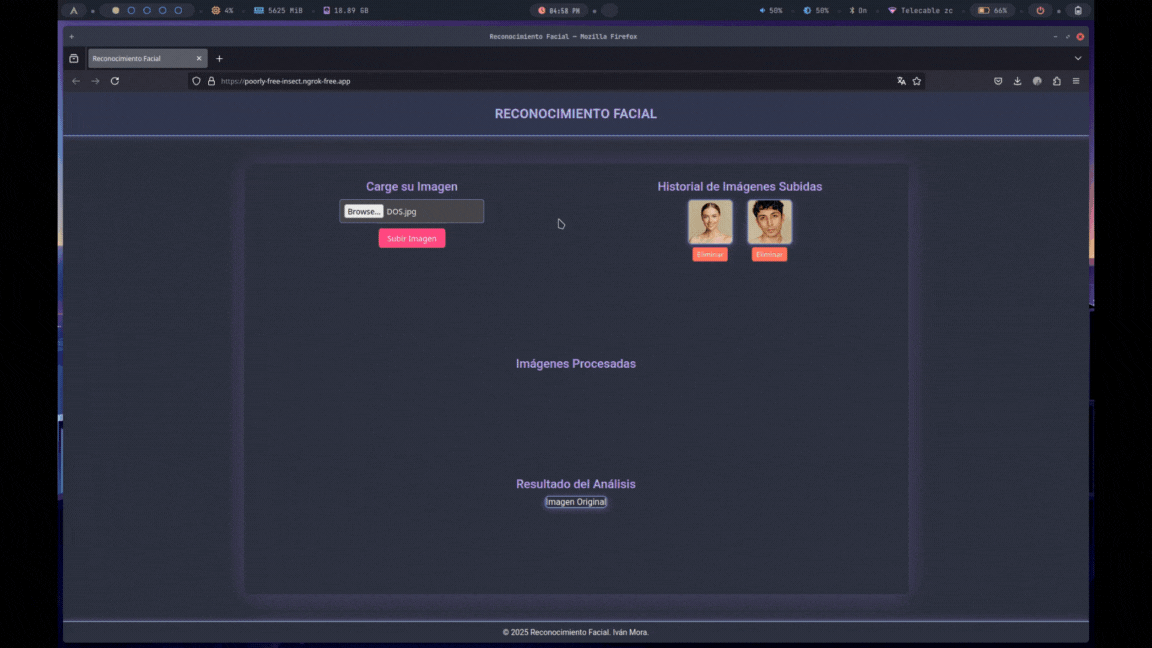 4%
5625 MiB
18.89 GB
04:58 PM
50%
50%
On
Telecable zc
66%
Reconocimiento Facial — Mozilla Firefox
Reconocimiento Facial
https://poorly-free-insect.ngrok-free.app
RECONOCIMIENTO FACIAL
Carge su Imagen
Browse... DOS.jpg
Subir Imagen
Historial de Imágenes Subidas
Eliminar Eliminar
Imágenes Procesadas
Resultado del Análisis
Imagen Original
© 2025 Reconocimiento Facial. Iván Mora.